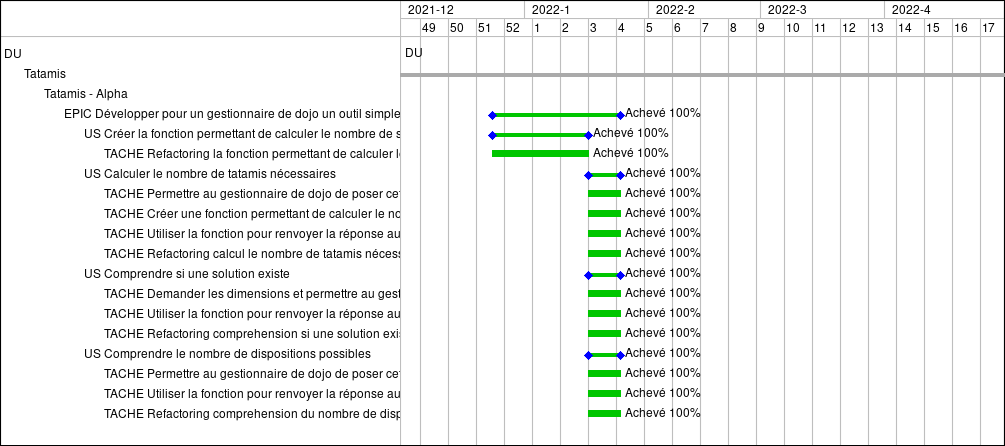 2021-12 2022-1 2022-2 2022-3 2022-4
49 50 51 52 1 2 3 4 5 6 7 8 9 10 11 12 13 14 15 16 17
DU DU
Tatamis
Tatamis - Alpha
EPIC Développer pour un gestionnaire de dojo un outil simple Achevé 100%
US Créer la fonction permettant de calculer le nombre de Achevé 100%
TACHE Refactoring la fonction permettant de calculer Achevé 100%
US Calculer le nombre de tatamis nécessaires Achevé 100%
TACHE Permettre au gestionnaire de dojo de poser Achevé 100%
TACHE Créer une fonction permettant de calculer le Achevé 100%
TACHE Utiliser la fonction pour renvoyer la réponse au Achevé 100%
TACHE Refactoring calcul le nombre de tatamis Achevé 100%
US Comprendre si une solution existe Achevé 100%
TACHE Demander les dimensions et permettre au Achevé 100%
TACHE Utiliser la fonction pour renvoyer la réponse au Achevé 100%
TACHE Refactoring comprehension si une solution Achevé 100%
US Comprendre le nombre de dispositions possibles Achevé 100%
TACHE Permettre au gestionnaire de dojo de poser Achevé 100%
TACHE Utiliser la fonction pour renvoyer la réponse au Achevé 100%
TACHE Refactoring comprehension du nombre de Achevé 100%